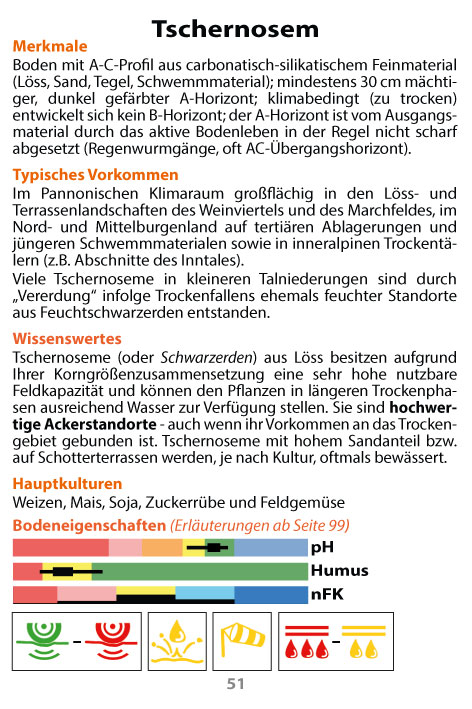 Tschernosem
Merkmale
Boden mit A-C-Profil aus carbonatisch-silikatischem Feinmaterial
(Löss, Sand, Tegel, Schwemmmaterial); mindestens 30 cm mächti-
ger, dunkel gefärbter A-Horizont; klimabedingt (zu trocken)
entwickelt sich kein B-Horizont; der A-Horizont ist vom Ausgangs-
material durch das aktive Bodenleben in der Regel nicht scharf
abgesetzt (Regenwurmgänge, oft AC-Übergangshorizont).
Typisches Vorkommen
Im Pannonischen Klimaraum großflächig in den Löss- und
Terrassenlandschaften des Weinviertels und des Marchfeldes, im
Nord- und Mittelburgenland auf tertiären Ablagerungen und
jüngeren Schwemmmaterialen sowie in inneralpinen Trockentä-
lern (z.B. Abschnitte des Inntales).
Viele Tschernoseme in kleineren Talniederungen sind durch
„Vererdung“ infolge Trockenfallens ehemals feuchter Standorte
aus Feuchtschwarzerden entstanden.
Wissenswertes
Tschernoseme (oder Schwarzerden) aus Löss besitzen aufgrund
Ihrer Korngrößenzusammensetzung eine sehr hohe nutzbare
Feldkapazität und können den Pflanzen in längeren Trockenpha-
sen ausreichend Wasser zur Verfügung stellen. Sie sind hochwer-
tige Ackerstandorte - auch wenn ihr Vorkommen an das Trocken-
gebiet gebunden ist. Tschernoseme mit hohem Sandanteil bzw.
auf Schotterterrassen werden, je nach Kultur, oftmals bewässert.
Hauptkulturen
Weizen, Mais, Soja, Zuckerrübe und Feldgemüse
Bodeneigenschaften (Erläuterungen ab Seite 99)
pH
Humus
nFK
51